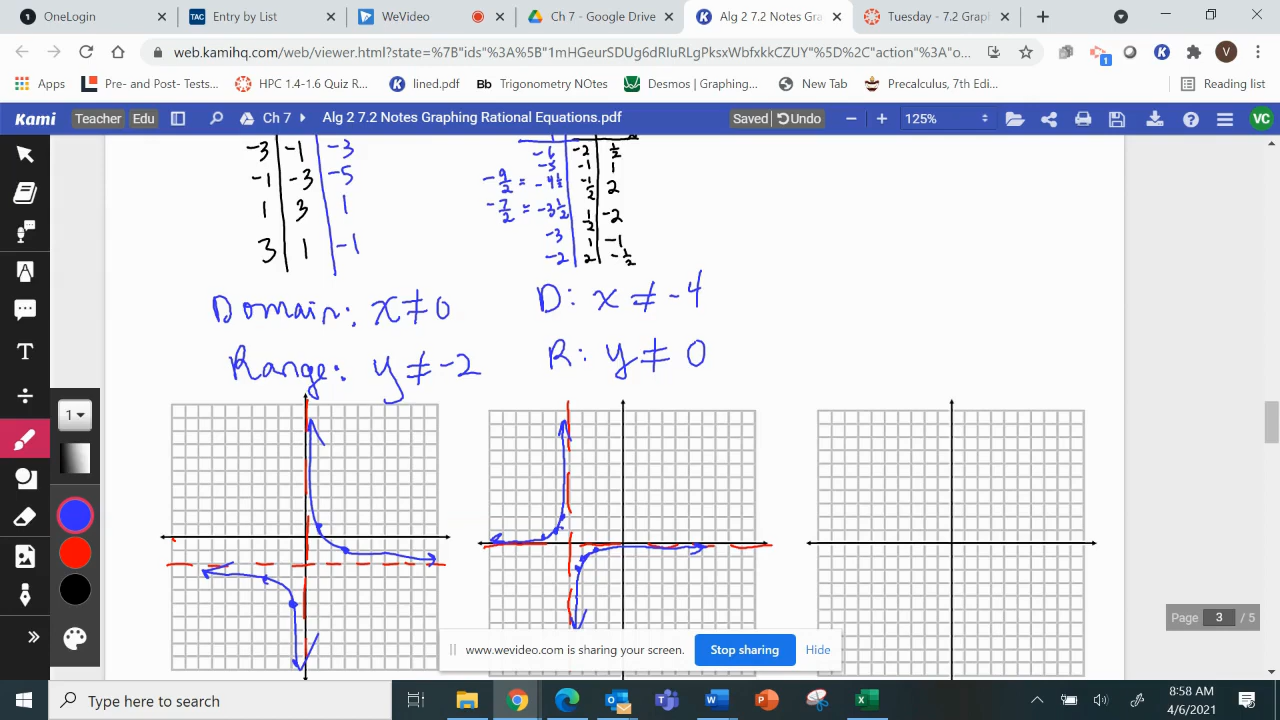 OneLogin
Entry by List
WeVideo
Ch 7 - Google Drive
Alg 2 7.2 Notes Gra
Tuesday - 7.2 Graph
web.kamihq.com/web/viewer.html?state=%7B"ids"%3A%5B"1mHGeurSDUg6dRIuRLgPksxWbfxkkCZUY"%5D%2C"action"%3A"o...
1
V
Apps
Pre- and Post- Tests...
HPC 1.4-1.6 Quiz R...
lined.pdf
Bb Trigonometry NOtes
Desmos | Graphing...
New Tab
Precalculus, 7th Edi...
Reading list
Kami
Teacher
Edu
Ch 7
Alg 2 7.2 Notes Graphing Rational Equations.pdf
Saved
Undo
125%
VC
-3 -1 -3
-1 -3 -5
1 3 1
3 1 -1
-6 -2 1/2
-5 -1 1
-9/2 = -4 1/2 -1/2 2
-7/2 = -3 1/2 1/2 -2
-3 1 -1
-2 2 -1/2
Domain: x ≠ 0
Range: y ≠ -2
D: x ≠ -4
R: y ≠ 0
1
Page 3 / 5
www.wevideo.com is sharing your screen.
Stop sharing
Hide
Type here to search
8:58 AM
4/6/2021